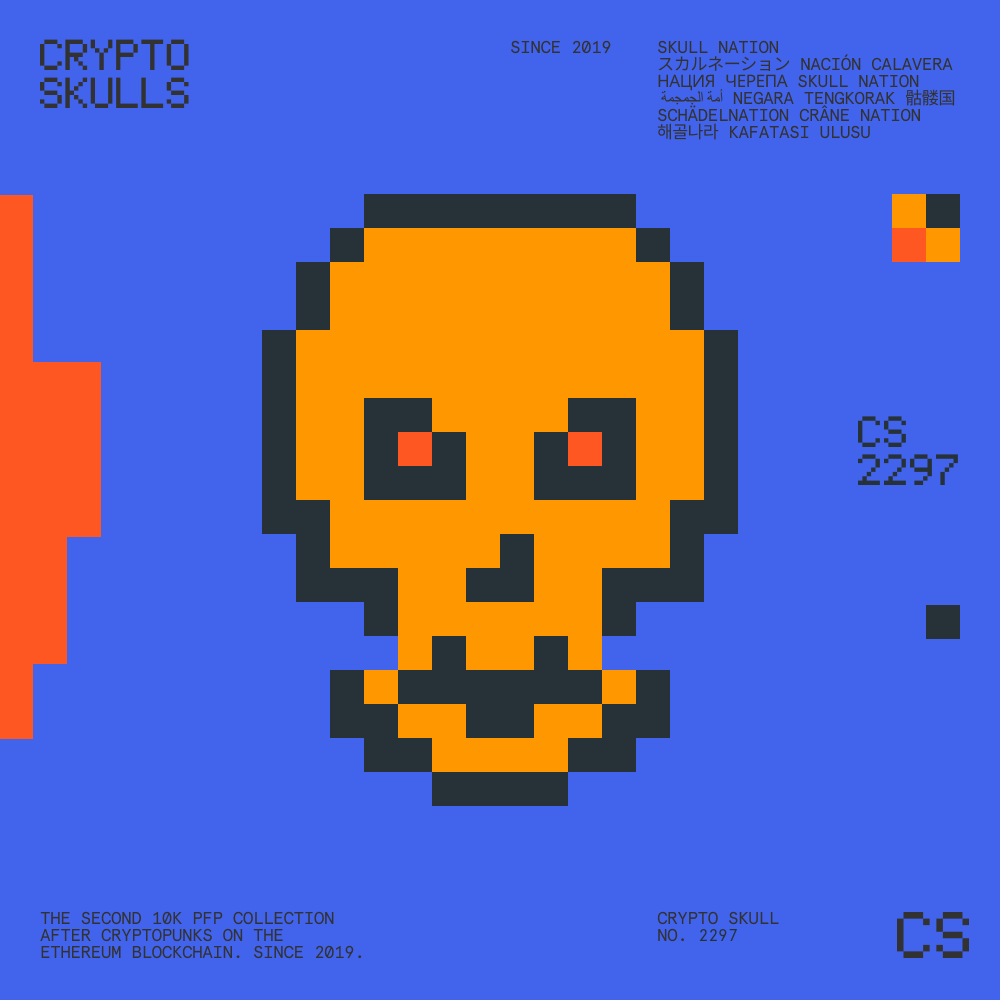 CRYPTO
SKULLS
SINCE 2019
SKULL NATION
スカルネーション NACIÓN CALAVERA
НАЦИЯ ЧЕРЕПА SKULL NATION
أمة الجمجمة NEGARA TENGKORAK 骷髅国
SCHÄDELNATION CRÂNE NATION
해골나라 KAFATASI ULUSU
CS
2297
THE SECOND 10K PFP COLLECTION
AFTER CRYPTOPUNKS ON THE
ETHEREUM BLOCKCHAIN. SINCE 2019.
CRYPTO SKULL
NO. 2297
CS